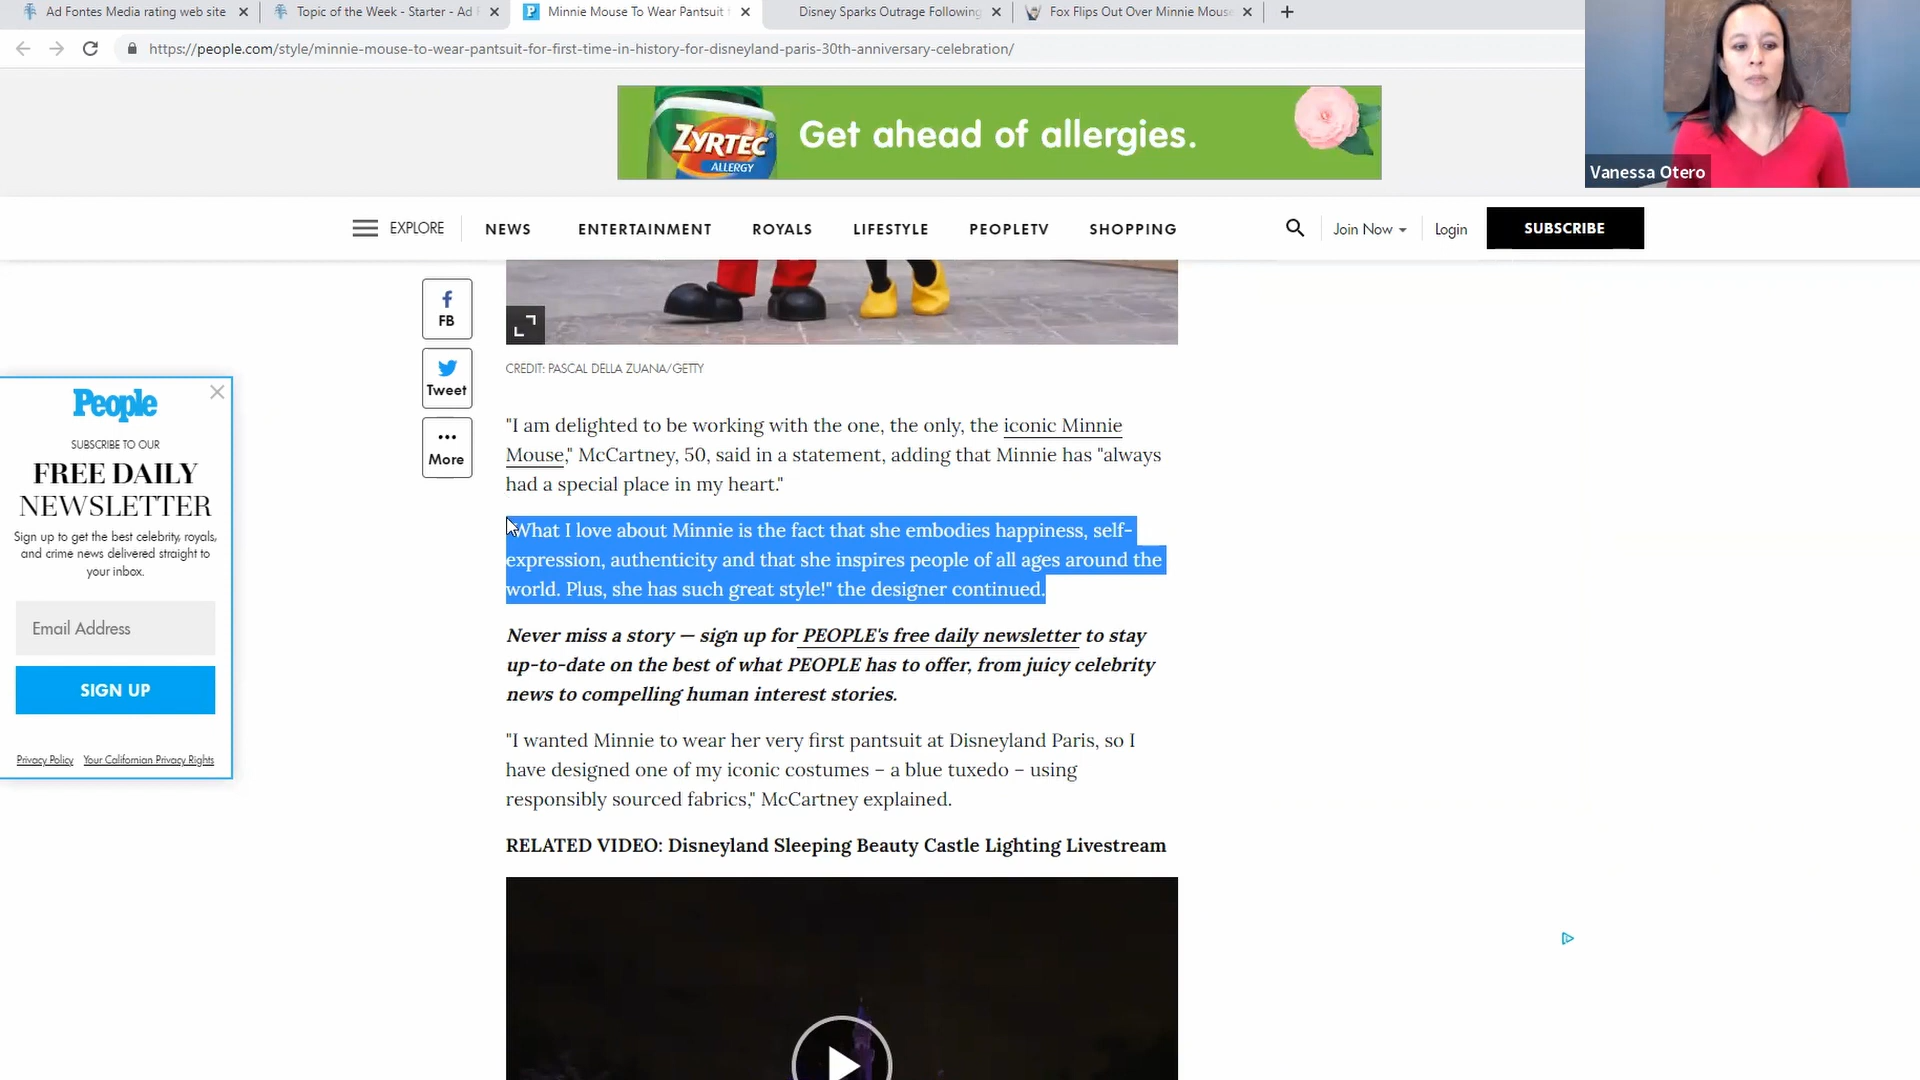 Ad Fontes Media rating web site
Topic of the Week - Starter - Ad
Minnie Mouse To Wear Pantsuit
Disney Sparks Outrage Following
Fox Flips Out Over Minnie Mouse
https://people.com/style/minnie-mouse-to-wear-pantsuit-for-first-time-in-history-for-disneyland-paris-30th-anniversary-celebration/
ZYRTEC
ALLERGY
Get ahead of allergies.
Vanessa Otero
EXPLORE
NEWS
ENTERTAINMENT
ROYALS
LIFESTYLE
PEOPLETV
SHOPPING
Join Now
Login
SUBSCRIBE
FB
Tweet
More
CREDIT: PASCAL DELLA ZUANA/GETTY
"I am delighted to be working with the one, the only, the iconic Minnie
Mouse," McCartney, 50, said in a statement, adding that Minnie has "always
had a special place in my heart."
"What I love about Minnie is the fact that she embodies happiness, self-
expression, authenticity and that she inspires people of all ages around the
world. Plus, she has such great style!" the designer continued.
Never miss a story — sign up for PEOPLE's free daily newsletter to stay
up-to-date on the best of what PEOPLE has to offer, from juicy celebrity
news to compelling human interest stories.
"I wanted Minnie to wear her very first pantsuit at Disneyland Paris, so I
have designed one of my iconic costumes – a blue tuxedo – using
responsibly sourced fabrics," McCartney explained.
RELATED VIDEO: Disneyland Sleeping Beauty Castle Lighting Livestream
People
SUBSCRIBE TO OUR
FREE DAILY
NEWSLETTER
Sign up to get the best celebrity, royals,
and crime news delivered straight to
your inbox.
Email Address
SIGN UP
Privacy Policy
Your Californian Privacy Rights